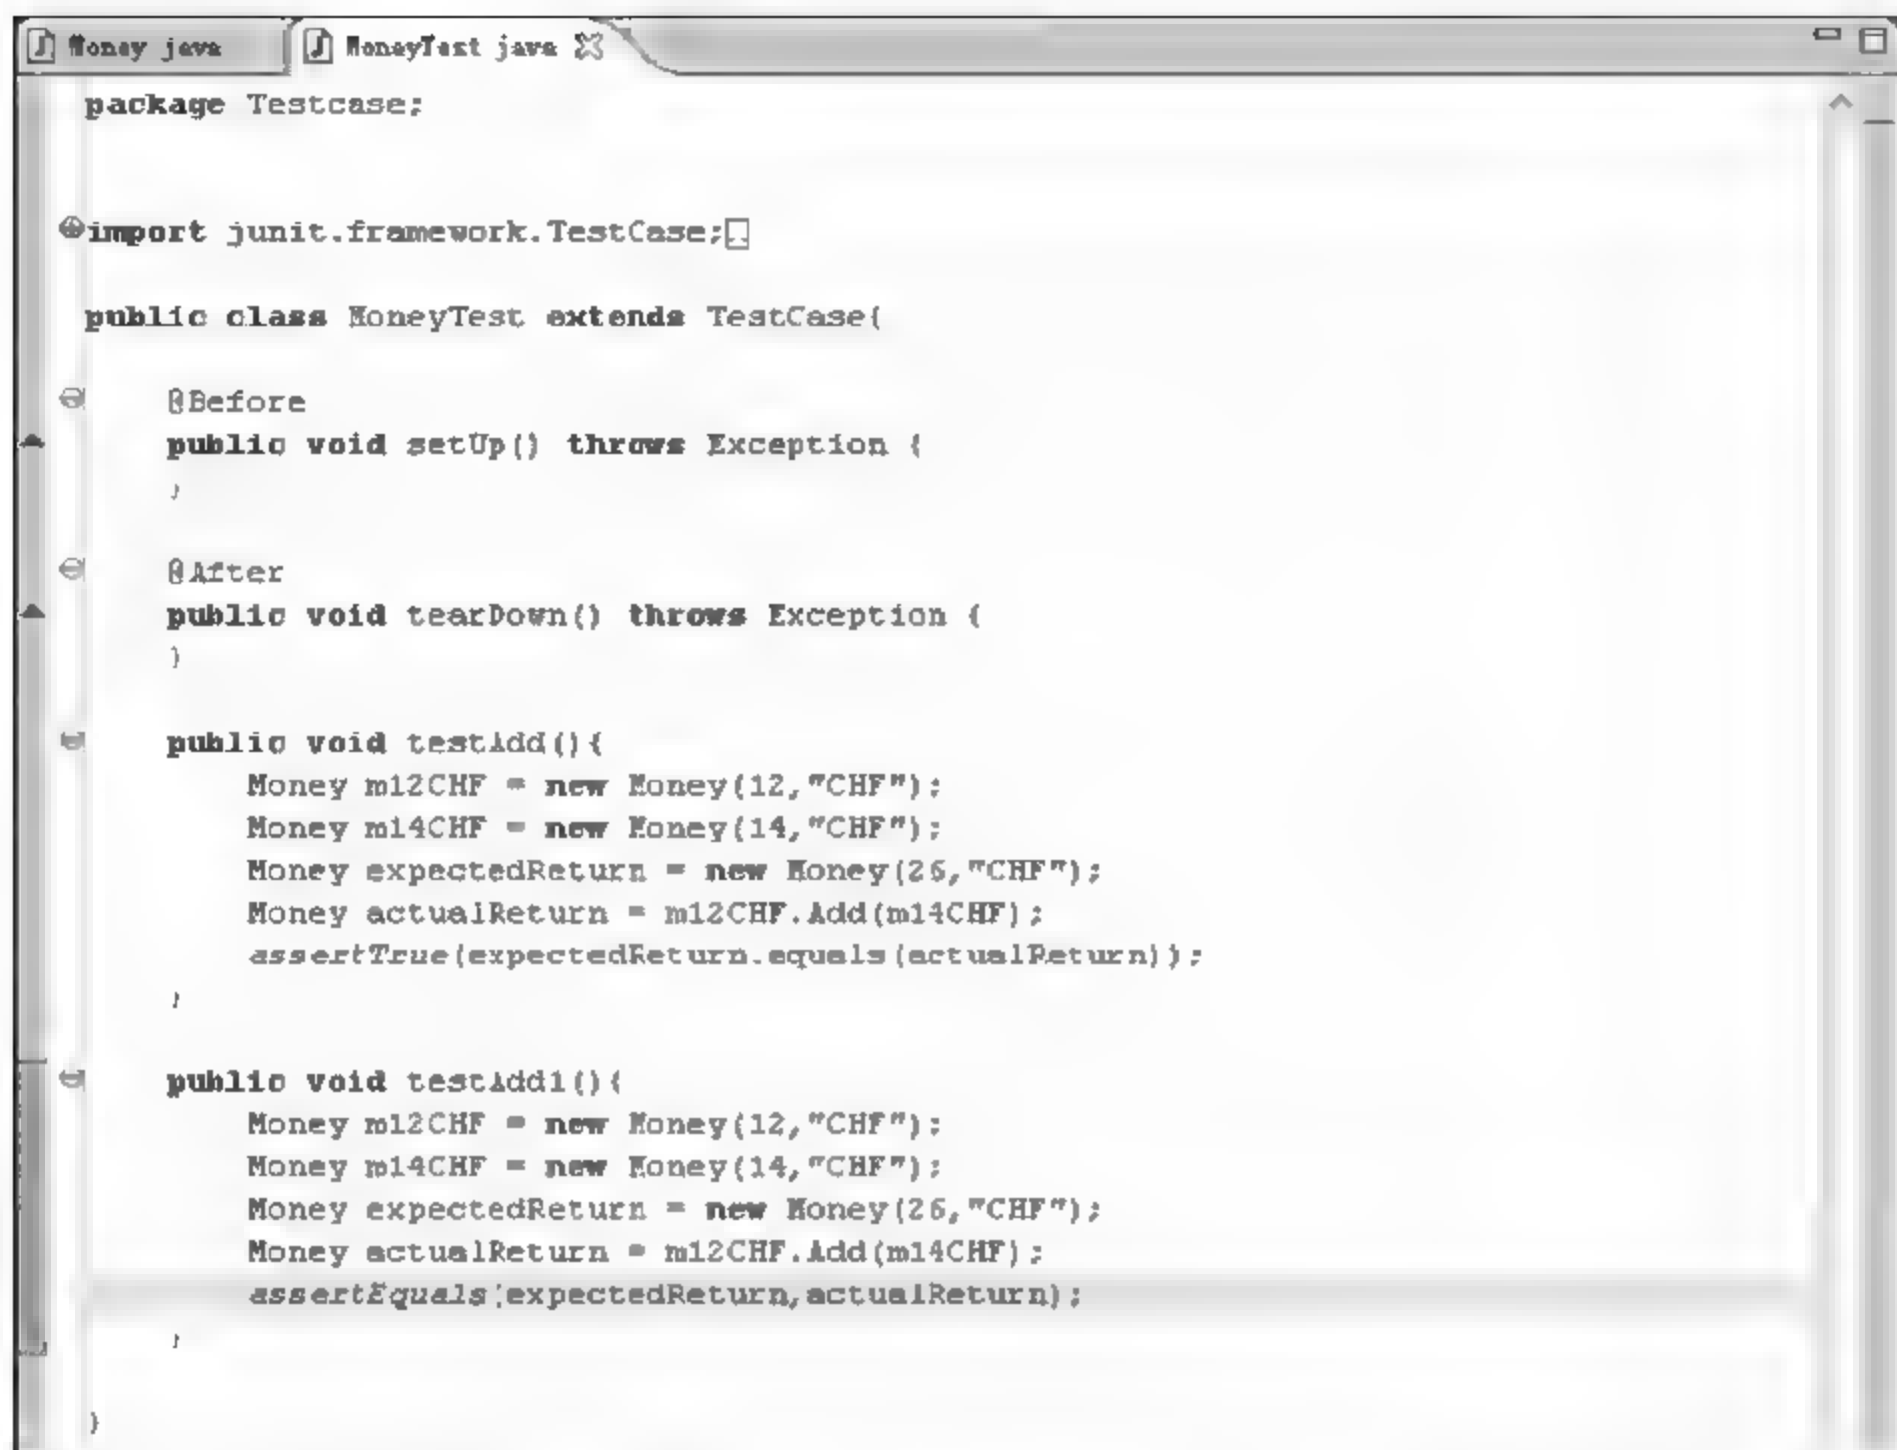 Money java
MoneyTest java
package Testcase;
import junit.framework.TestCase;
public class MoneyTest extends TestCase{
@Before
public void setUp() throws Exception {
}
@After
public void tearDown() throws Exception {
}
public void testAdd(){
Money m12CHF = new Money(12,"CHF");
Money m14CHF = new Money(14,"CHF");
Money expectedReturn = new Money(26,"CHF");
Money actualReturn = m12CHF.Add(m14CHF);
assertTrue(expectedReturn.equals(actualReturn));
}
public void testAdd1(){
Money m12CHF = new Money(12,"CHF");
Money m14CHF = new Money(14,"CHF");
Money expectedReturn = new Money(26,"CHF");
Money actualReturn = m12CHF.Add(m14CHF);
assertEquals(expectedReturn,actualReturn);
}
}